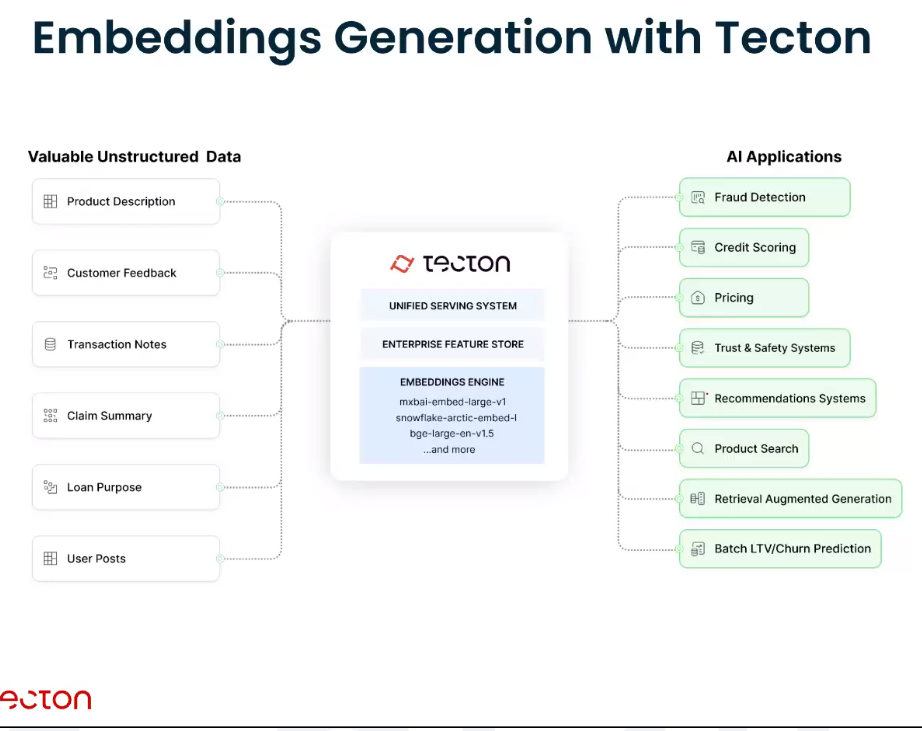 Embeddings Generation with Tecton
Valuable Unstructured Data
Product Description
Customer Feedback
Transaction Notes
Claim Summary
Loan Purpose
User Posts
tecton
UNIFIED SERVING SYSTEM
ENTERPRISE FEATURE STORE
EMBEDDINGS ENGINE
mxbai-embed-large-v1
snowflake-arctic-embed-l
bge-large-en-v1.5
...and more
AI Applications
Fraud Detection
Credit Scoring
Pricing
Trust & Safety Systems
Recommendations Systems
Product Search
Retrieval Augmented Generation
Batch LTV/Churn Prediction
ecton